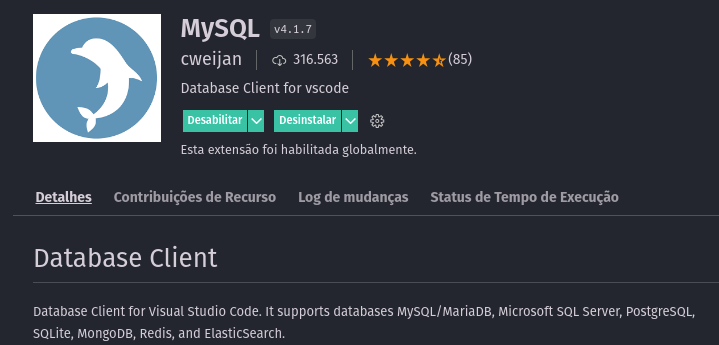 MySQL v4.1.7
cweijan 316.563 (85)
Database Client for vscode
Desabilitar Desinstalar
Esta extensão foi habilitada globalmente.
Detalhes Contribuições de Recurso Log de mudanças Status de Tempo de Execução
Database Client
Database Client for Visual Studio Code. It supports databases MySQL/MariaDB, Microsoft SQL Server, PostgreSQL,
SQLite, MongoDB, Redis, and ElasticSearch.